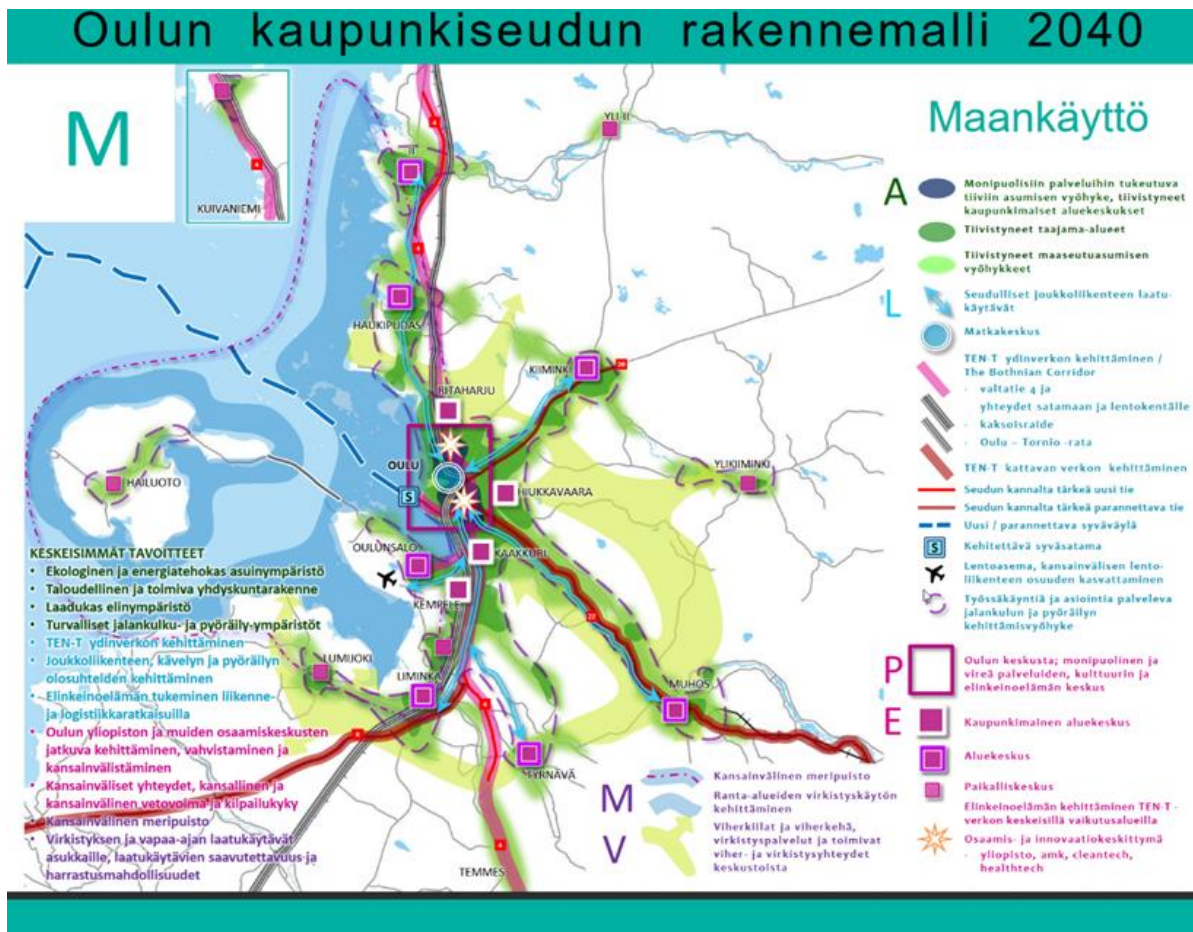 Oulun kaupunkiseudun rakennemalli 2040
M
KUIVANIEMI
4
4
4
II
YLI-II
HAUKIPUDAS
KIIMINKI
20
RITAHARJU
OULU
S
HIUKKAVAARA
YLIKIIMINKI
HAILUOTO
OULUNSALO
KAAKKURI
KEMPELE
22
LUMIJOKI
LIMINKA
MUHOS
TYRNÄVÄ
4
8
4
TEMMES
KESKEISIMMÄT TAVOITTEET
• Ekologinen ja energiatehokas asuinympäristö
• Taloudellinen ja toimiva yhdyskuntarakenne
• Laadukas elinympäristö
• Turvalliset jalankulku- ja pyöräily-ympäristöt
• TEN-T ydinverkon kehittäminen
• Joukkoliikenteen, kävelyn ja pyöräilyn
olosuhteiden kehittäminen
• Elinkeinoelämän tukeminen liikenne-
ja logistiikkaratkaisuilla
• Oulun yliopiston ja muiden osaamiskeskusten
jatkuva kehittäminen, vahvistaminen ja
kansainvälistäminen
• Kansainväliset yhteydet, kansallinen ja
kansainvälinen vetovoima ja kilpailukyky
• Kansainvälinen meripuisto
• Virkistyksen ja vapaa-ajan laatukäytävät
asukkaille, laatukäytävien saavutettavuus ja
harrastusmahdollisuudet
M
V
Kansainvälinen meripuisto
Ranta-alueiden virkistyskäytön
kehittäminen
Viherkiilat ja viherkehä,
virkistyspalvelut ja toimivat
viher- ja virkistysyhteydet
keskustoista
Maankäyttö
A
Monipuolisiin palveluihin tukeutuva
tiiviin asumisen vyöhyke, tiivistyneet
kaupunkimaiset aluekeskukset
Tiivistyneet taajama-alueet
Tiivistyneet maaseutuasumisen
vyöhykkeet
L
Seudulliset joukkoliikenteen laatu-
käytävät
Matkakeskus
TEN-T ydinverkon kehittäminen /
The Bothnian Corridor
- valtatie 4 ja
yhteydet satamaan ja lentokentälle
- kaksoisraide
- Oulu – Tornio -rata
TEN-T kattavan verkon kehittäminen
Seudun kannalta tärkeä uusi tie
Seudun kannalta tärkeä parannettava tie
Uusi / parannettava syväväylä
S
Kehitettävä syväsatama
Lentoasema, kansainvälisen lento-
liikenteen osuuden kasvattaminen
Työssäkäyntiä ja asiointia palveleva
jalankulun ja pyöräilyn
kehittämisvyöhyke
P
Oulun keskusta; monipuolinen ja
vireä palveluiden, kulttuurin ja
elinkeinoelämän keskus
E
Kaupunkimainen aluekeskus
Aluekeskus
Paikalliskeskus
Elinkeinoelämän kehittäminen TEN-T -
verkon keskeisillä vaikutusalueilla
Osaamis- ja innovaatiokeskittymä
- yliopisto, amk, cleantech,
healthtech